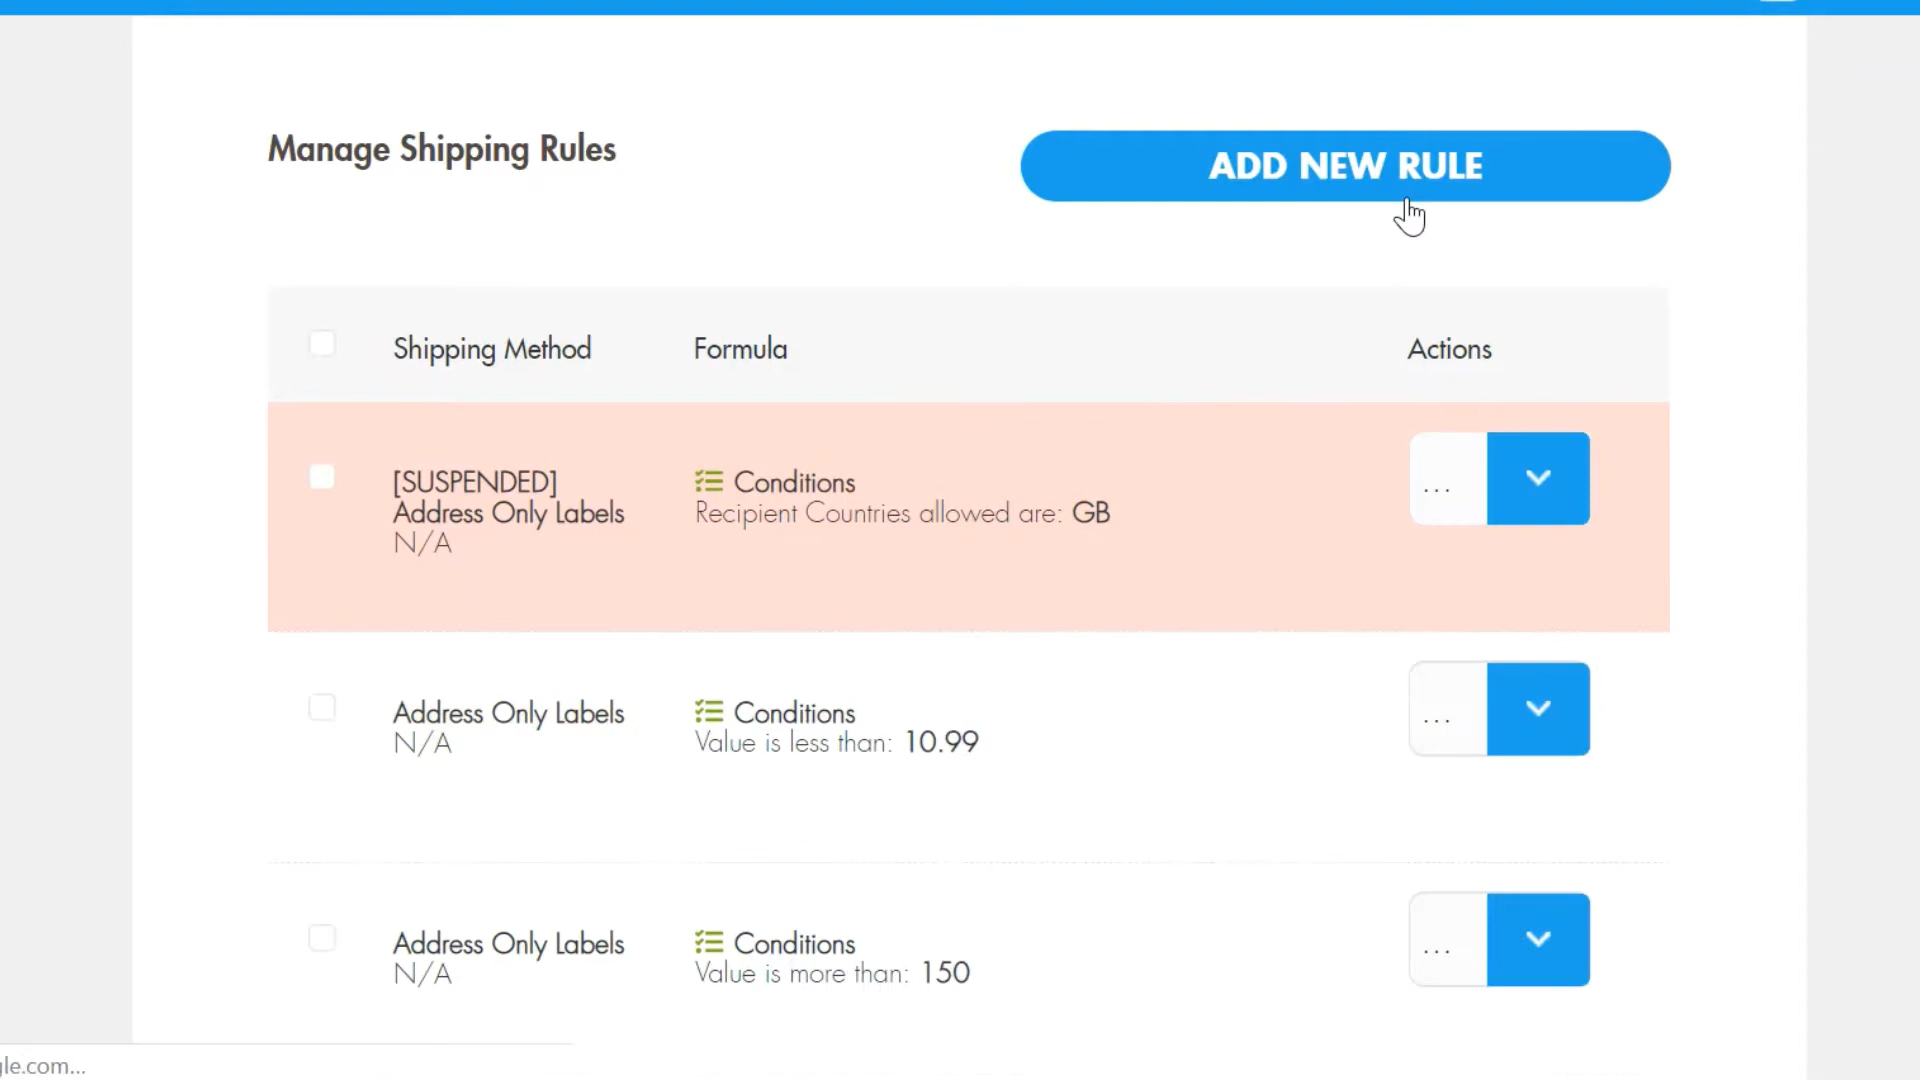 Manage Shipping Rules
ADD NEW RULE
Shipping Method
Formula
Actions
[SUSPENDED]
Address Only Labels
N/A
Conditions
Recipient Countries allowed are: GB
...
Address Only Labels
N/A
Conditions
Value is less than: 10.99
...
Address Only Labels
N/A
Conditions
Value is more than: 150
...
gle.com...